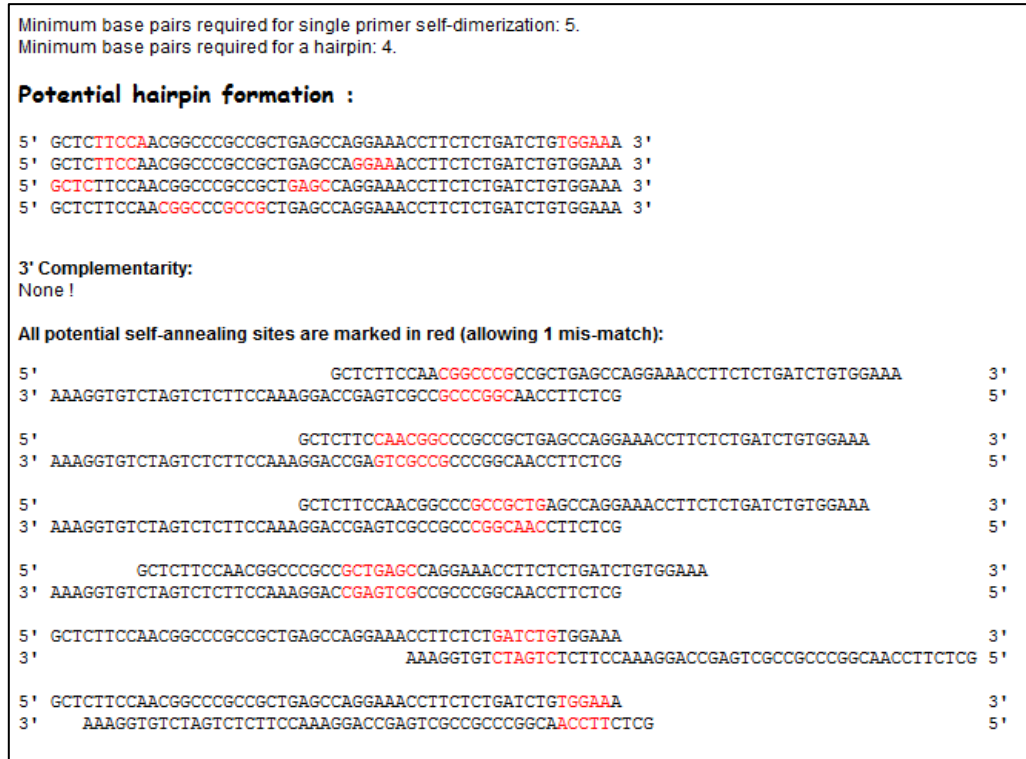 Minimum base pairs required for single primer self-dimerization: 5.
Minimum base pairs required for a hairpin: 4.
Potential hairpin formation :
5' GCTCTTCCAACGGCCCGCCGCTGAGCCAGGAAACCTTCTCTGATCTGTGGAAA 3'
5' GCTCTTCCAACGGCCCGCCGCTGAGCCAGGAAACCTTCTCTGATCTGTGGAAA 3'
5' GCTCTTCCAACGGCCCGCCGCTGAGCCAGGAAACCTTCTCTGATCTGTGGAAA 3'
5' GCTCTTCCAACGGCCCGCCGCTGAGCCAGGAAACCTTCTCTGATCTGTGGAAA 3'
3' Complementarity:
None !
All potential self-annealing sites are marked in red (allowing 1 mis-match):
5' GCTCTTCCAACGGCCCGCCGCTGAGCCAGGAAACCTTCTCTGATCTGTGGAAA 3'
3' AAAGGTGTCTAGTCTCTTCCAAAGGACCGAGTCGCCGCCCGGCAACCTTCTCG 5'
5' GCTCTTCCAACGGCCCGCCGCTGAGCCAGGAAACCTTCTCTGATCTGTGGAAA 3'
3' AAAGGTGTCTAGTCTCTTCCAAAGGACCGAGTCGCCGCCCGGCAACCTTCTCG 5'
5' GCTCTTCCAACGGCCCGCCGCTGAGCCAGGAAACCTTCTCTGATCTGTGGAAA 3'
3' AAAGGTGTCTAGTCTCTTCCAAAGGACCGAGTCGCCGCCCGGCAACCTTCTCG 5'
5' GCTCTTCCAACGGCCCGCCGCTGAGCCAGGAAACCTTCTCTGATCTGTGGAAA 3'
3' AAAGGTGTCTAGTCTCTTCCAAAGGACCGAGTCGCCGCCCGGCAACCTTCTCG 5'
5' GCTCTTCCAACGGCCCGCCGCTGAGCCAGGAAACCTTCTCTGATCTGTGGAAA 3'
3' AAAGGTGTCTAGTCTCTTCCAAAGGACCGAGTCGCCGCCCGGCAACCTTCTCG 5'
5' GCTCTTCCAACGGCCCGCCGCTGAGCCAGGAAACCTTCTCTGATCTGTGGAAA 3'
3' AAAGGTGTCTAGTCTCTTCCAAAGGACCGAGTCGCCGCCCGGCAACCTTCTCG 5'